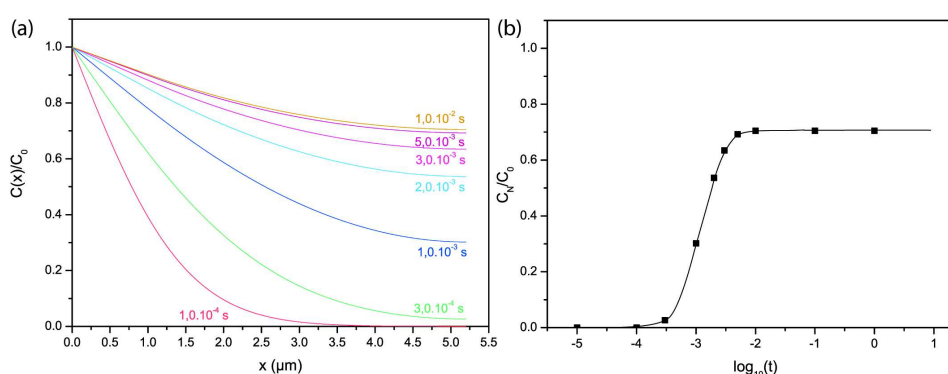 (a)
C(x)/C₀
1.0
0.8
0.6
0.4
0.2
0.0
1,0.10⁻² s
5,0.10⁻³ s
3,0.10⁻³ s
2,0.10⁻³ s
1,0.10⁻³ s
3,0.10⁻⁴ s
1,0.10⁻⁴ s
0.0 0.5 1.0 1.5 2.0 2.5 3.0 3.5 4.0 4.5 5.0 5.5
x (µm)
(b)
C_N/C₀
1.0
0.8
0.6
0.4
0.2
0.0
-5 -4 -3 -2 -1 0 1
log₁₀(t)